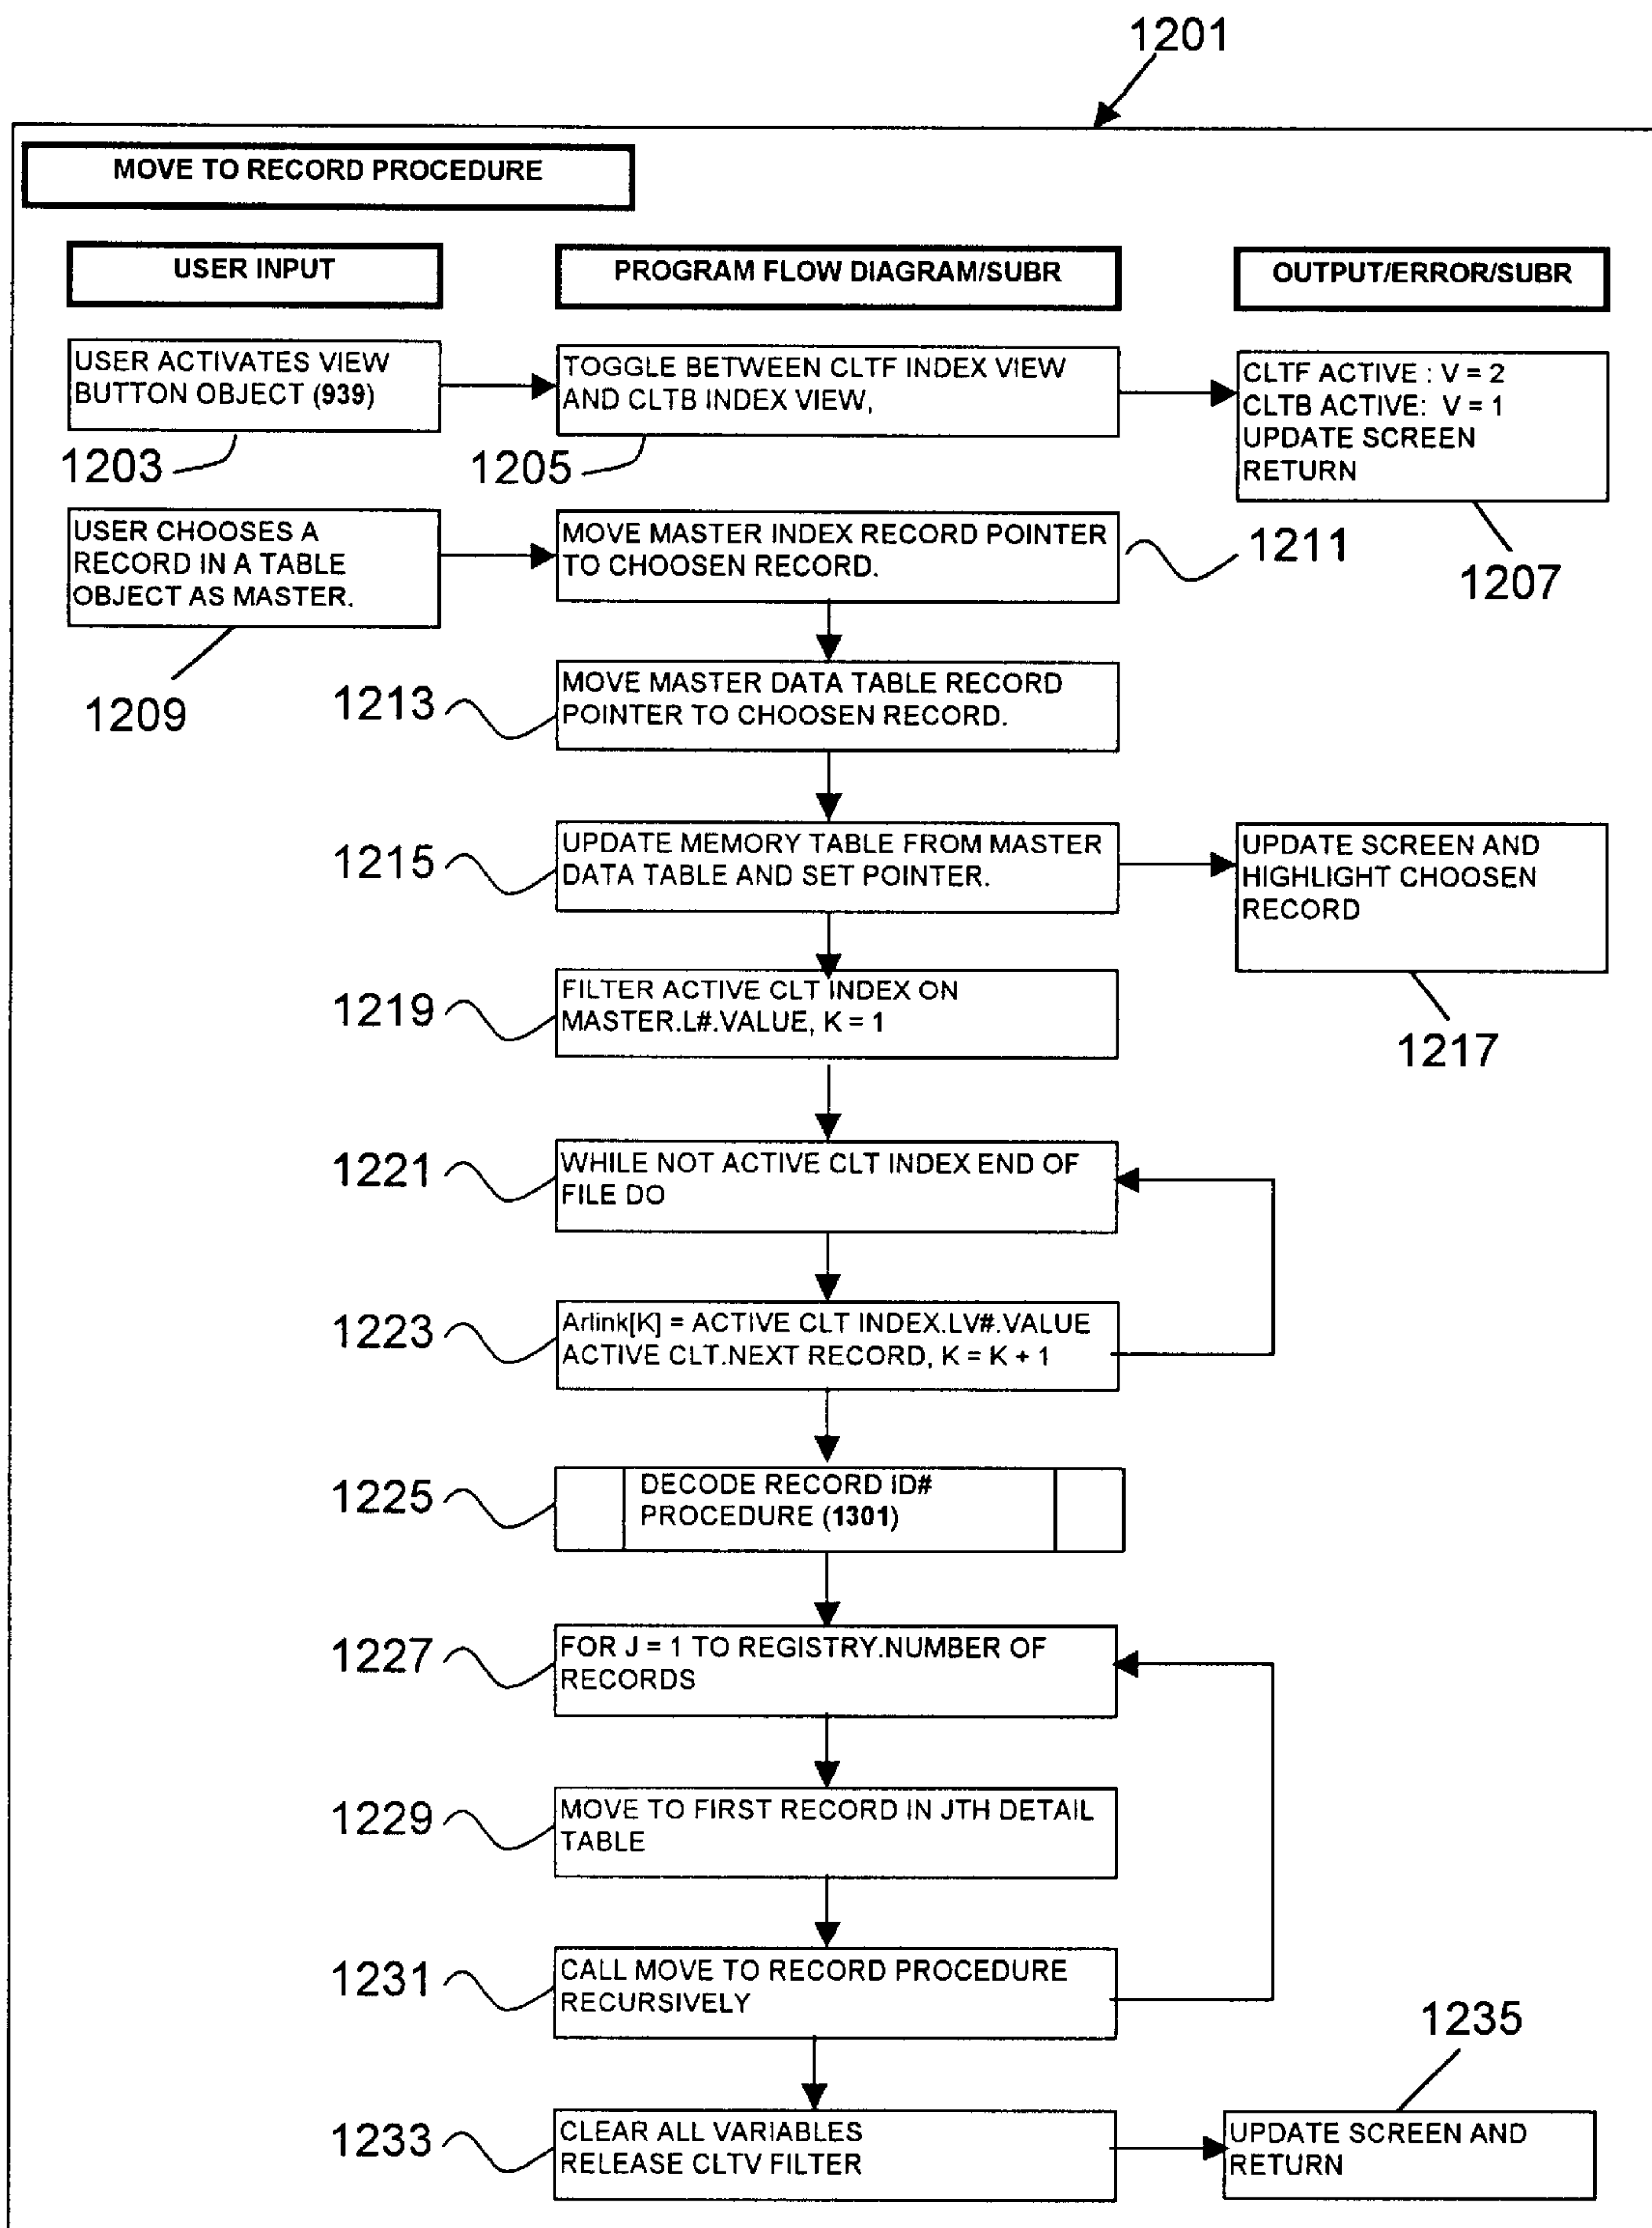 1201
MOVE TO RECORD PROCEDURE
USER INPUT
PROGRAM FLOW DIAGRAM/SUBR
OUTPUT/ERROR/SUBR
USER ACTIVATES VIEW
BUTTON OBJECT (939)
1203
TOGGLE BETWEEN CLTF INDEX VIEW
AND CLTB INDEX VIEW,
1205
CLTF ACTIVE : V = 2
CLTB ACTIVE: V = 1
UPDATE SCREEN
RETURN
1207
USER CHOOSES A
RECORD IN A TABLE
OBJECT AS MASTER.
1209
MOVE MASTER INDEX RECORD POINTER
TO CHOOSEN RECORD.
1211
1213
MOVE MASTER DATA TABLE RECORD
POINTER TO CHOOSEN RECORD.
1215
UPDATE MEMORY TABLE FROM MASTER
DATA TABLE AND SET POINTER.
UPDATE SCREEN AND
HIGHLIGHT CHOOSEN
RECORD
1217
1219
FILTER ACTIVE CLT INDEX ON
MASTER.L#.VALUE, K = 1
1221
WHILE NOT ACTIVE CLT INDEX END OF
FILE DO
1223
Arlink[K] = ACTIVE CLT INDEX.LV#.VALUE
ACTIVE CLT.NEXT RECORD, K = K + 1
1225
DECODE RECORD ID#
PROCEDURE (1301)
1227
FOR J = 1 TO REGISTRY.NUMBER OF
RECORDS
1229
MOVE TO FIRST RECORD IN JTH DETAIL
TABLE
1231
CALL MOVE TO RECORD PROCEDURE
RECURSIVELY
1233
CLEAR ALL VARIABLES
RELEASE CLTV FILTER
1235
UPDATE SCREEN AND
RETURN